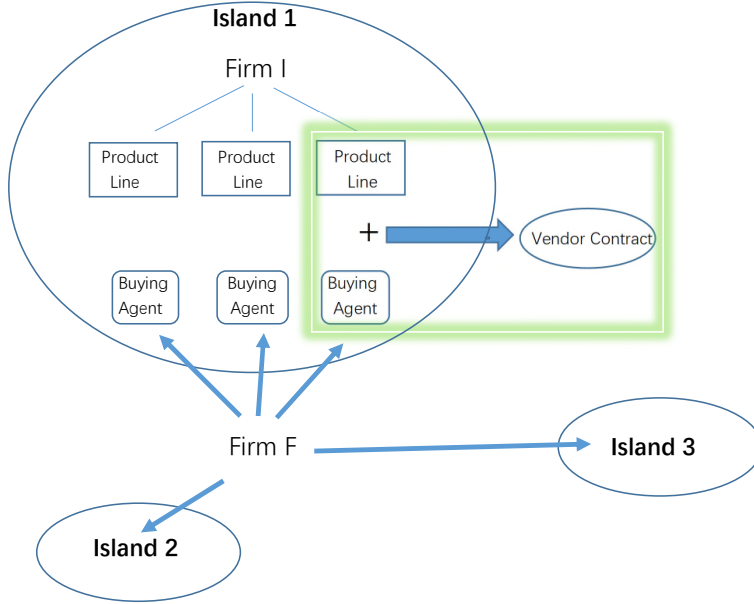 Island 1
Firm I
Product
Line
Product
Line
Product
Line
+
Vendor Contract
Buying
Agent
Buying
Agent
Buying
Agent
Firm F
Island 3
Island 2